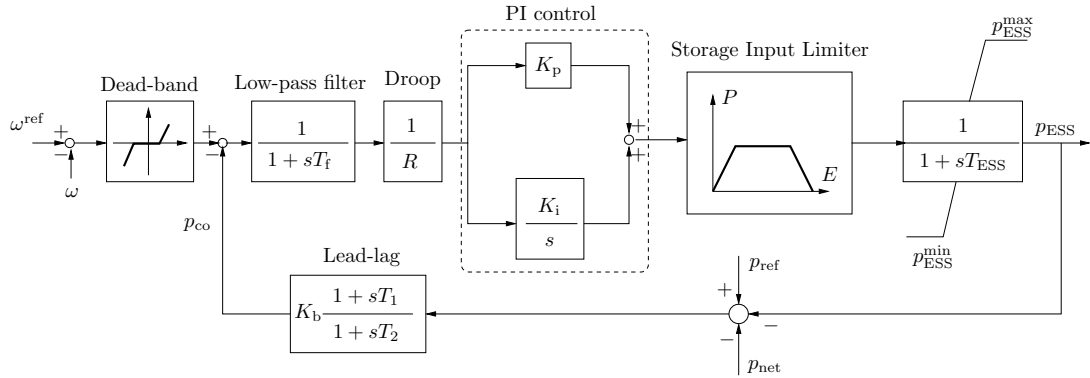 PI control
p_ESS^max
Storage Input Limiter
Dead-band
Low-pass filter
Droop
K_p
P
ω^ref
+
−
+
−
1
1 + sT_f
1
R
+
+
1
1 + sT_ESS
p_ESS
ω
E
K_i
s
p_co
p_ESS^min
Lead-lag
p_ref
K_b
1 + sT_1
1 + sT_2
+
−
−
p_net